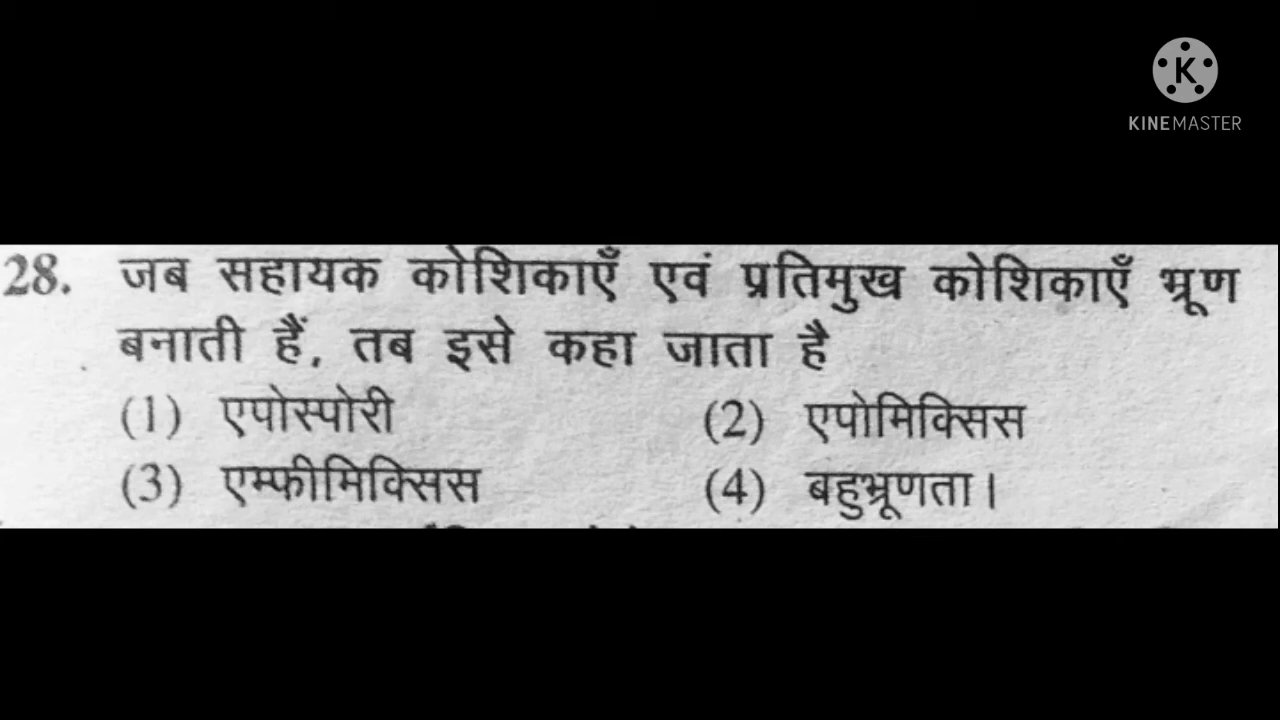 K
KINEMASTER
28. जब सहायक कोशिकाएँ एवं प्रतिमुख कोशिकाएँ भ्रूण
बनाती हैं, तब इसे कहा जाता है
(1) एपोस्पोरी (2) एपोमिक्सिस
(3) एम्फीमिक्सिस (4) बहुभ्रूणता।